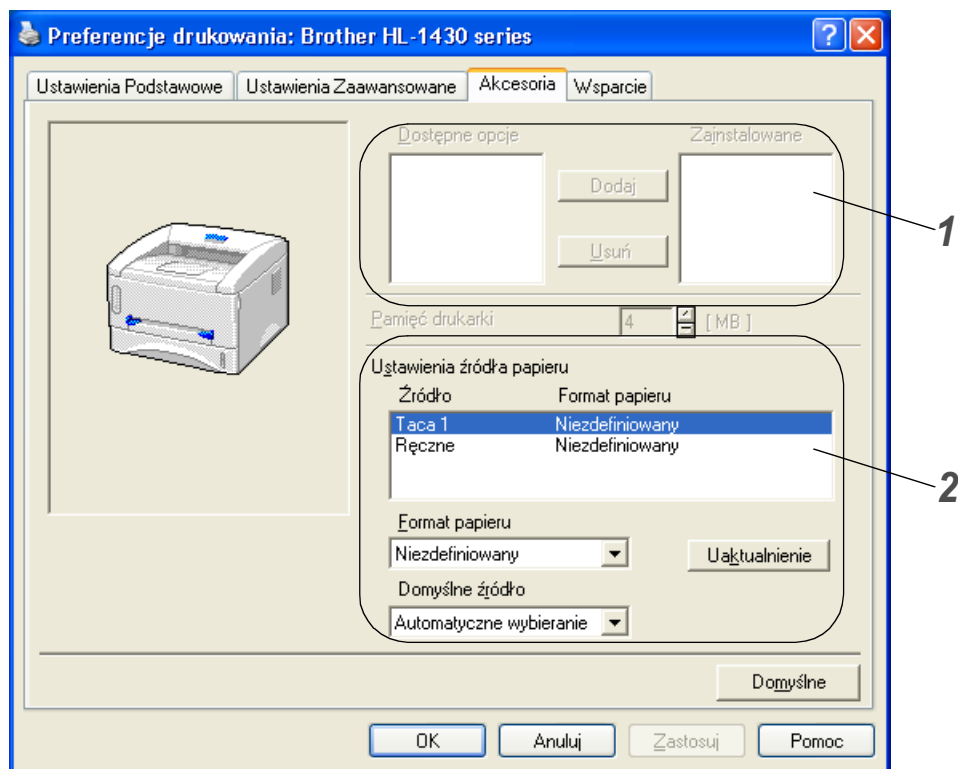 Preferencje drukowania: Brother HL-1430 series
Ustawienia Podstawowe Ustawienia Zaawansowane Akcesoria Wsparcie
Dostępne opcje Zainstalowane
Dodaj
1
Usuń
Pamięć drukarki 4 [ MB ]
Ustawienia źródła papieru
Źródło Format papieru
Taca 1 Niezdefiniowany
Ręczne Niezdefiniowany
2
Format papieru
Niezdefiniowany Uaktualnienie
Domyślne źródło
Automatyczne wybieranie
Domyślne
OK Anuluj Zastosuj Pomoc